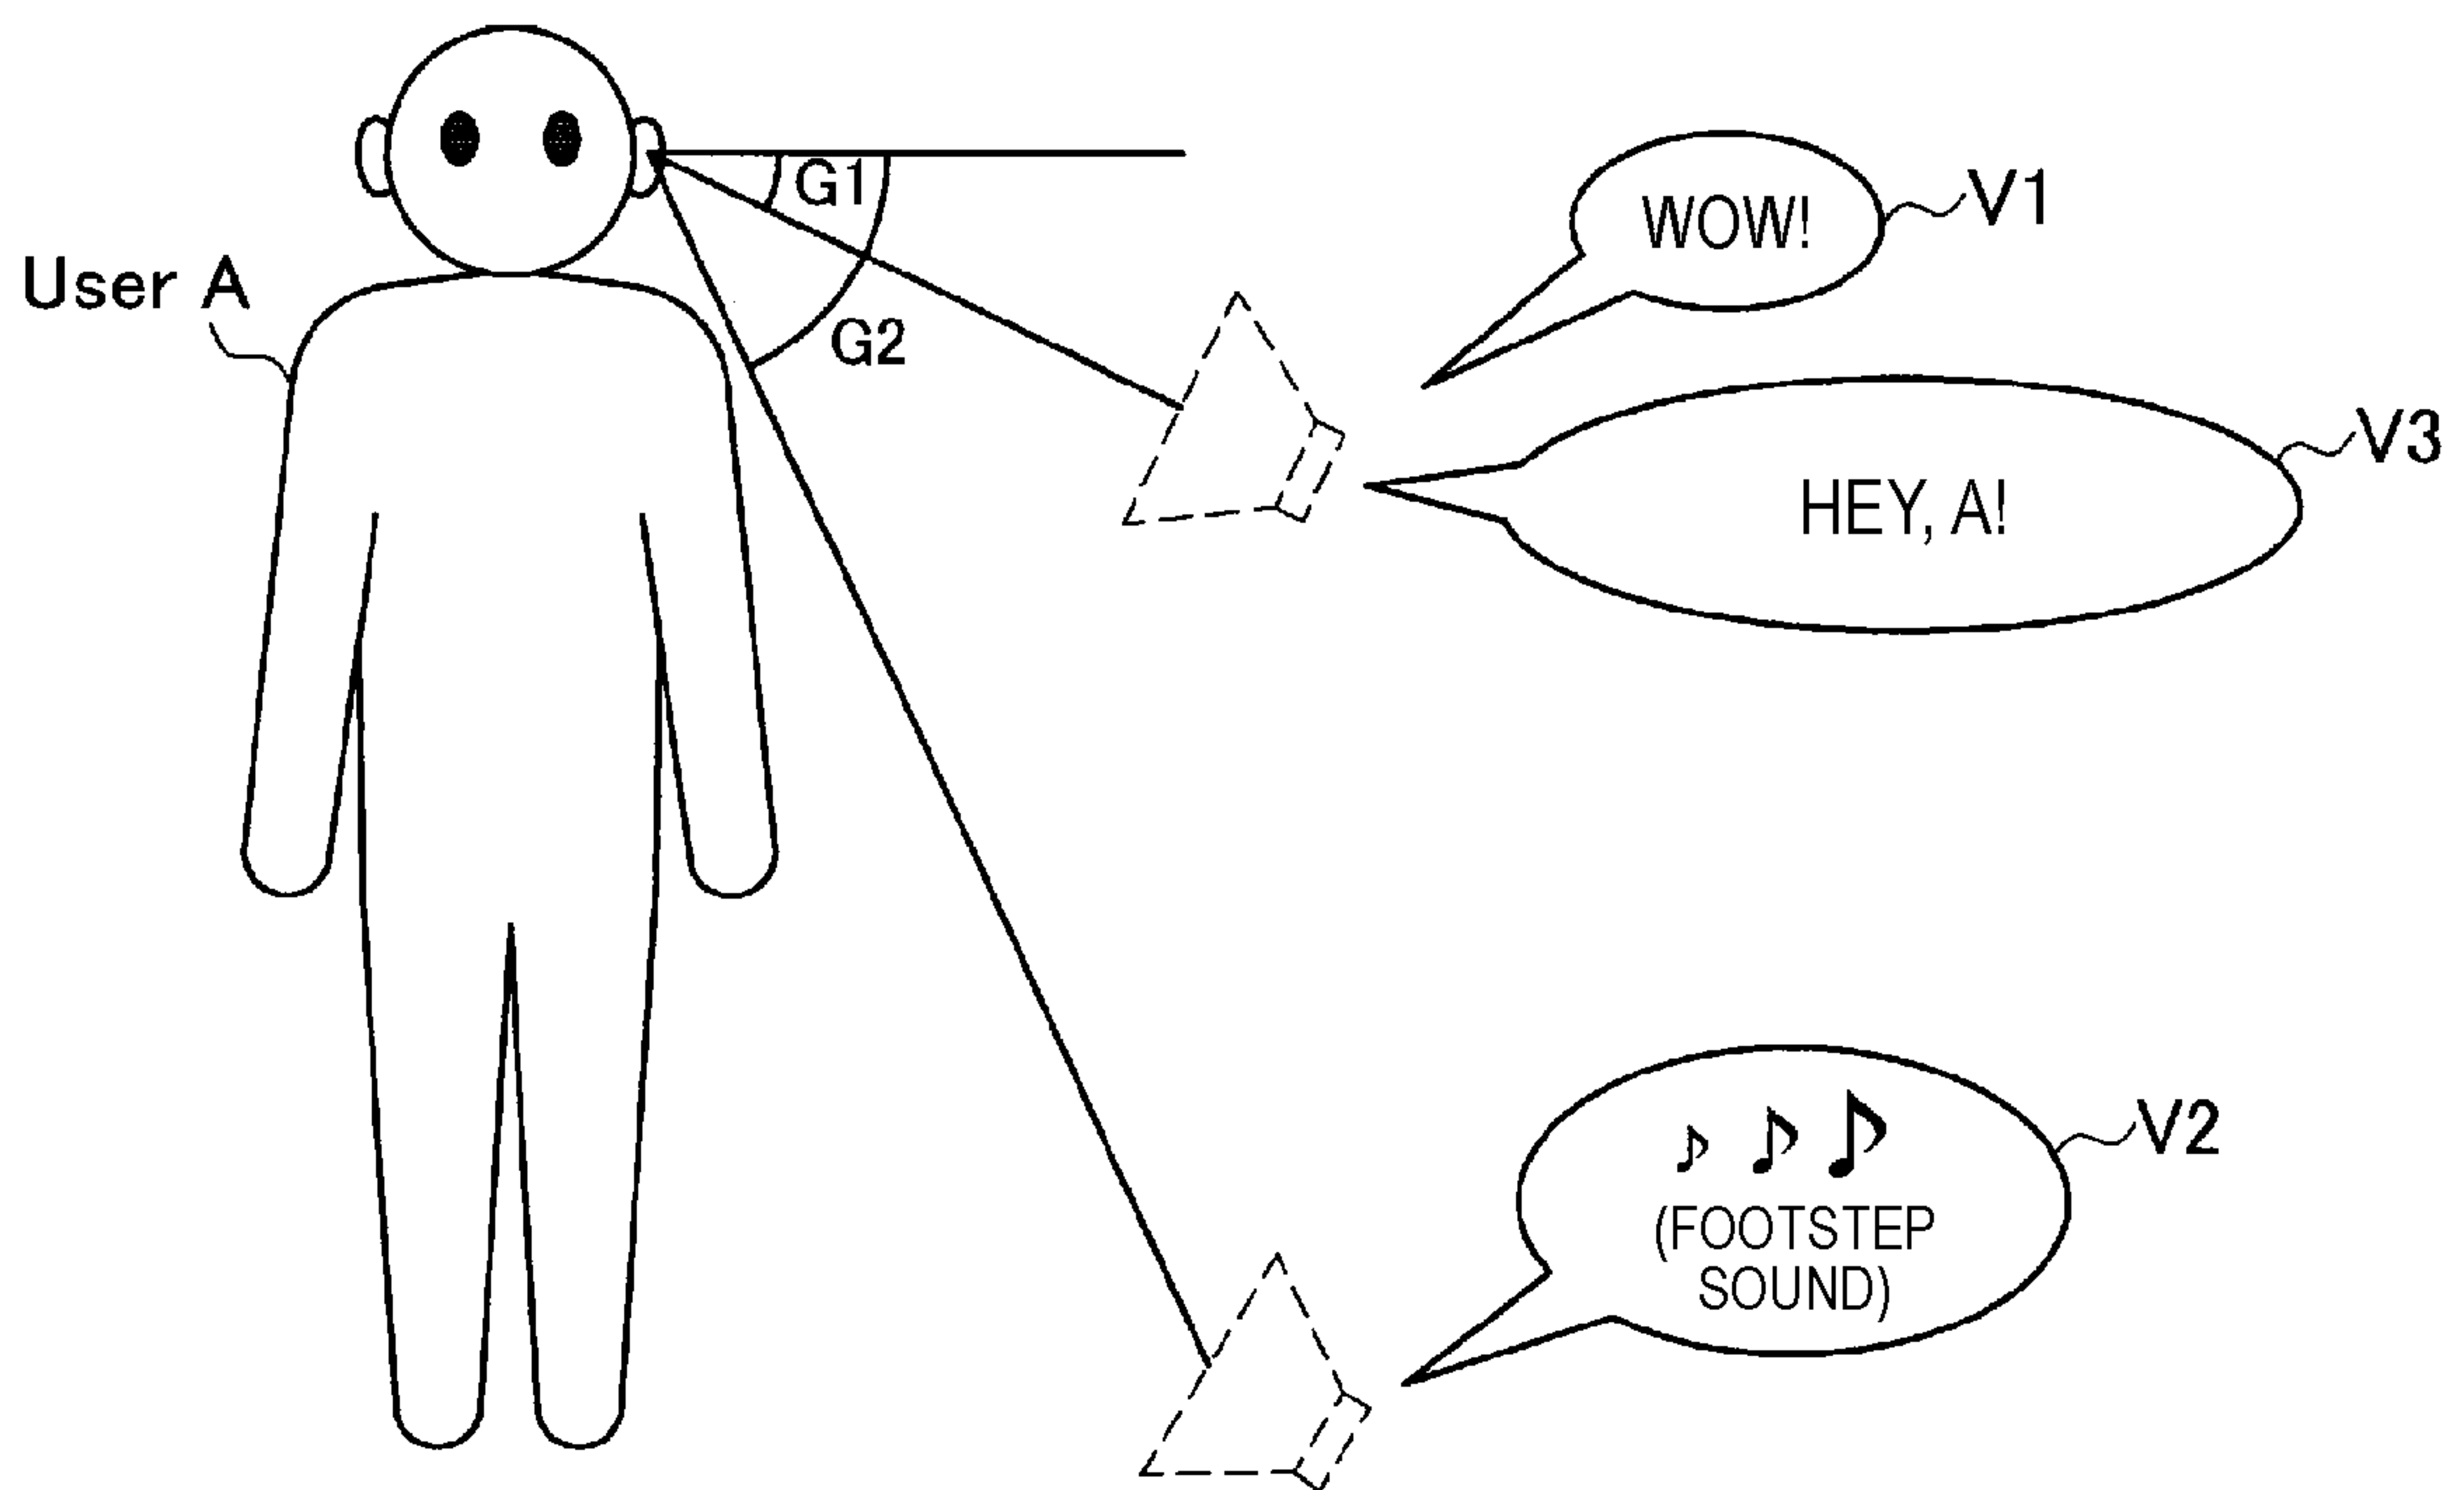 G1
WOW!
V1
User A
G2
V3
HEY, A!
V2
(FOOTSTEP
SOUND)